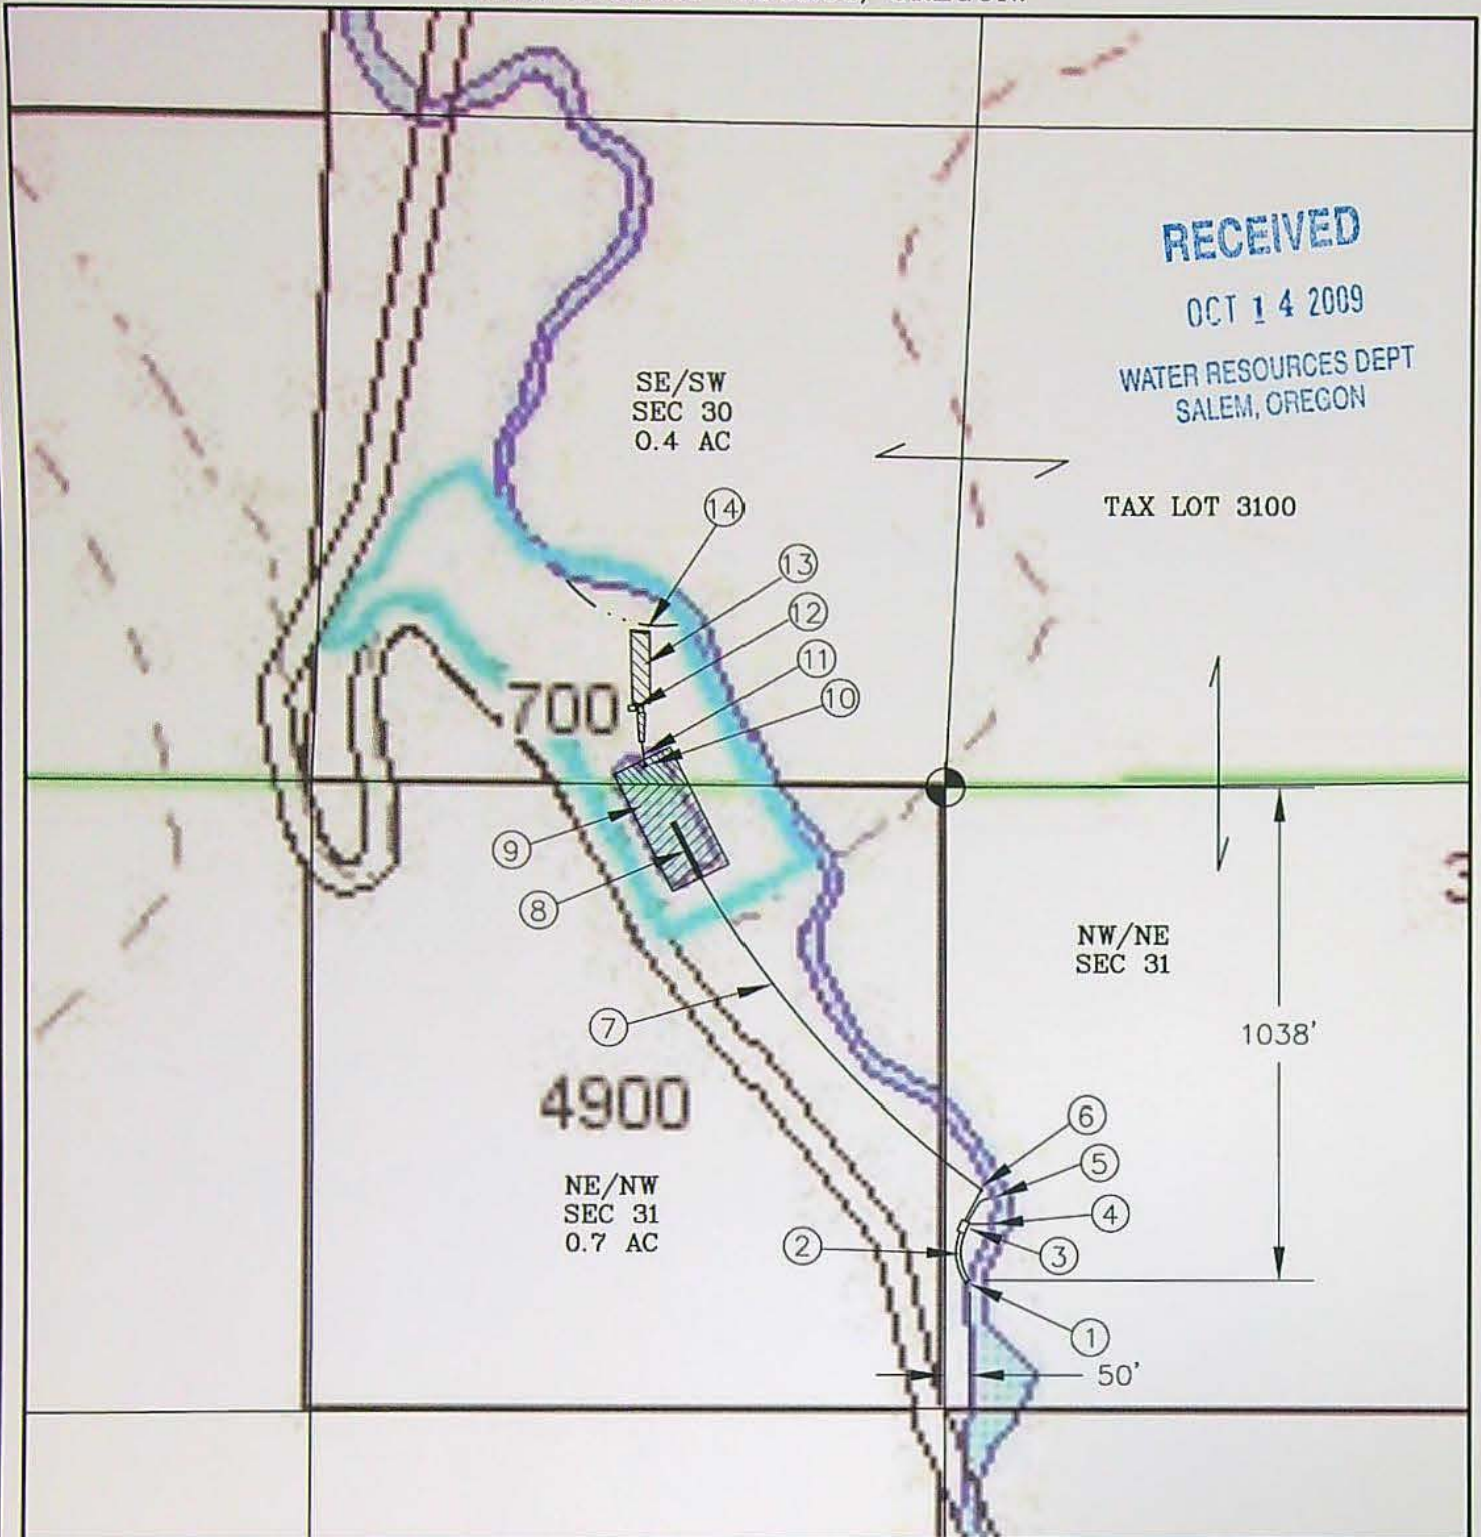 RECEIVED
OCT 14 2009
WATER RESOURCES DEPT
SALEM, OREGON
SE/SW
SEC 30
0.4 AC
TAX LOT 3100
14
13
12
11
10
700
9
8
NW/NE
SEC 31
7
1038'
4900
6
5
NE/NW
SEC 31
0.7 AC
4
2
3
1
50'